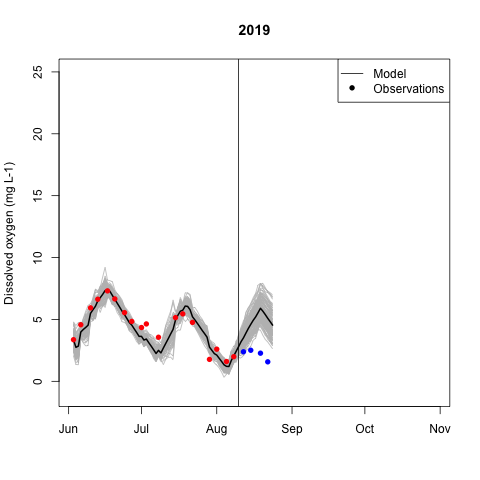 2019
Model
Observations
Dissolved oxygen (mg L-1)
25
20
15
10
5
0
Jun Jul Aug Sep Oct Nov